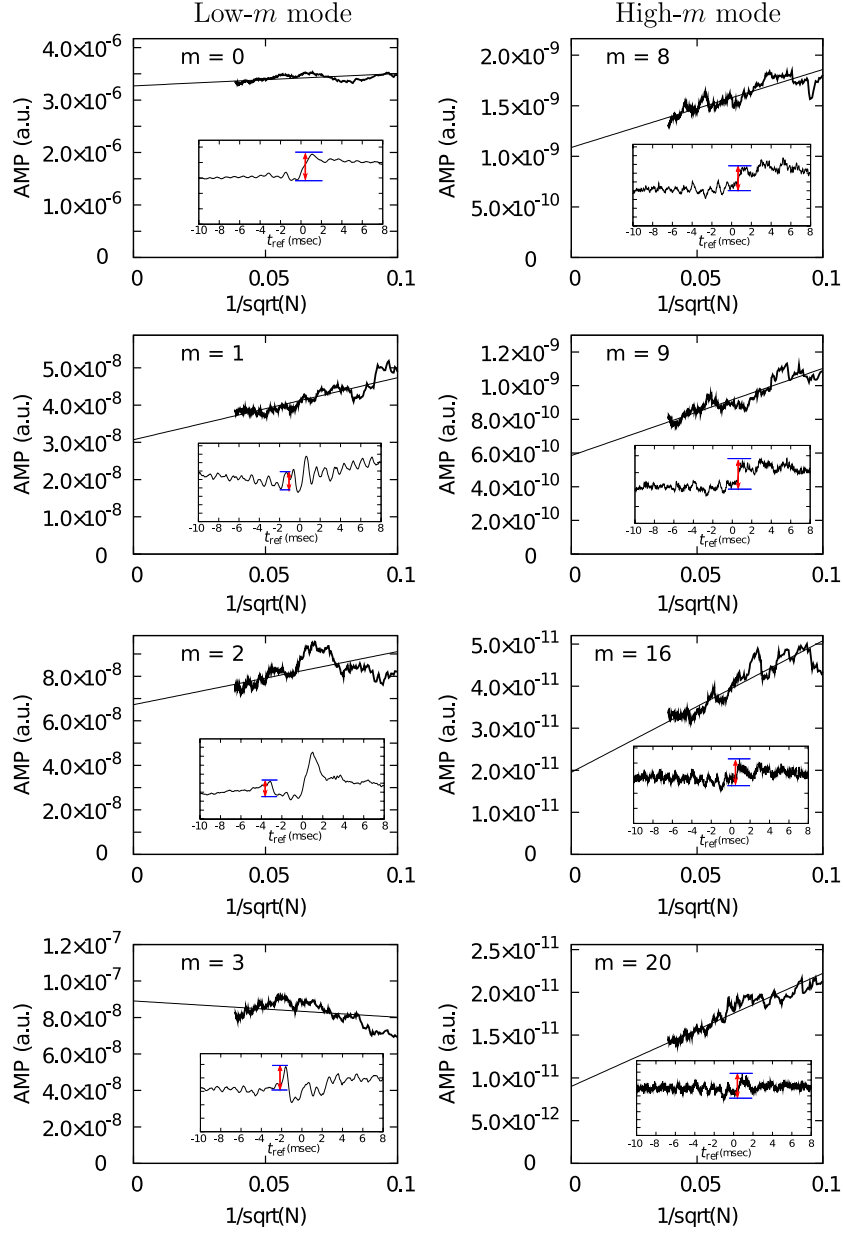 Low-m mode
High-m mode
m = 0
AMP (a.u.)
4.0×10⁻⁶
3.6×10⁻⁶
2.6×10⁻⁶
1.6×10⁻⁶
1.6×10⁻⁶
0
-10 -8 -6 -4 -2 0 2 4 6 8
t_ref (msec)
0 0.05 0.1
1/sqrt(N)
m = 8
AMP (a.u.)
2.0×10⁻⁹
1.5×10⁻⁹
1.0×10⁻⁹
5.0×10⁻¹⁰
0
-10 -8 -6 -4 -2 0 2 4 6 8
t_ref (msec)
0 0.05 0.1
1/sqrt(N)
m = 1
AMP (a.u.)
5.0×10⁻⁸
4.0×10⁻⁸
3.0×10⁻⁸
2.0×10⁻⁸
1.0×10⁻⁸
0
-10 -8 -6 -4 -2 0 2 4 6 8
t_ref (msec)
0 0.05 0.1
1/sqrt(N)
m = 9
AMP (a.u.)
1.2×10⁻⁹
1.0×10⁻⁹
8.0×10⁻¹⁰
6.0×10⁻¹⁰
4.0×10⁻¹⁰
2.0×10⁻¹⁰
0
-10 -8 -6 -4 -2 0 2 4 6 8
t_ref (msec)
0 0.05 0.1
1/sqrt(N)
m = 2
AMP (a.u.)
8.0×10⁻⁸
6.0×10⁻⁸
4.0×10⁻⁸
2.0×10⁻⁸
0
-10 -8 -6 -4 -2 0 2 4 6 8
t_ref (msec)
0 0.05 0.1
1/sqrt(N)
m = 16
AMP (a.u.)
5.0×10⁻¹¹
4.0×10⁻¹¹
3.0×10⁻¹¹
2.0×10⁻¹¹
1.0×10⁻¹¹
0
-10 -8 -6 -4 -2 0 2 4 6 8
t_ref (msec)
0 0.05 0.1
1/sqrt(N)
m = 3
AMP (a.u.)
1.2×10⁻⁷
1.0×10⁻⁷
8.0×10⁻⁸
6.0×10⁻⁸
4.0×10⁻⁸
2.0×10⁻⁸
0
-10 -8 -6 -4 -2 0 2 4 6 8
t_ref (msec)
0 0.05 0.1
1/sqrt(N)
m = 20
AMP (a.u.)
2.5×10⁻¹¹
2.0×10⁻¹¹
1.5×10⁻¹¹
1.0×10⁻¹¹
5.0×10⁻¹²
0
-10 -8 -6 -4 -2 0 2 4 6 8
t_ref (msec)
0 0.05 0.1
1/sqrt(N)